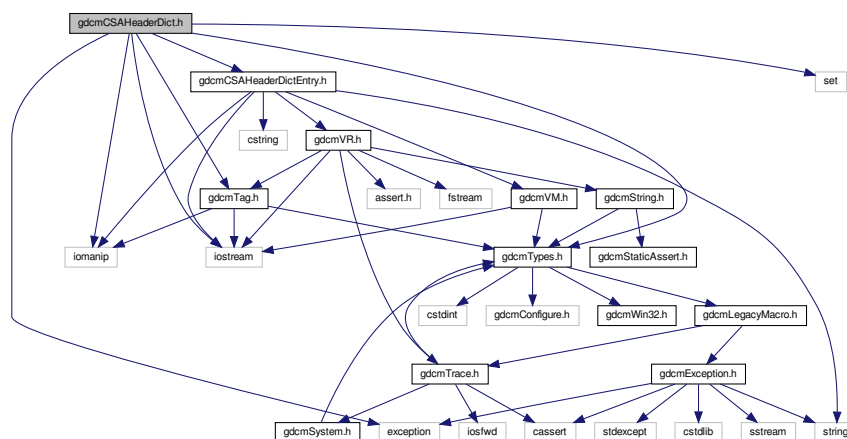 gdcmCSAHeaderDict.h
gdcmCSAHeaderDictEntry.h
set
cstring
gdcmVR.h
gdcmTag.h
assert.h
fstream
gdcmVM.h
gdcmString.h
iomanip
iostream
gdcmTypes.h
gdcmStaticAssert.h
cstdint
gdcmConfigure.h
gdcmWin32.h
gdcmLegacyMacro.h
gdcmTrace.h
gdcmException.h
gdcmSystem.h
exception
iosfwd
cassert
stdexcept
cstdlib
sstream
string